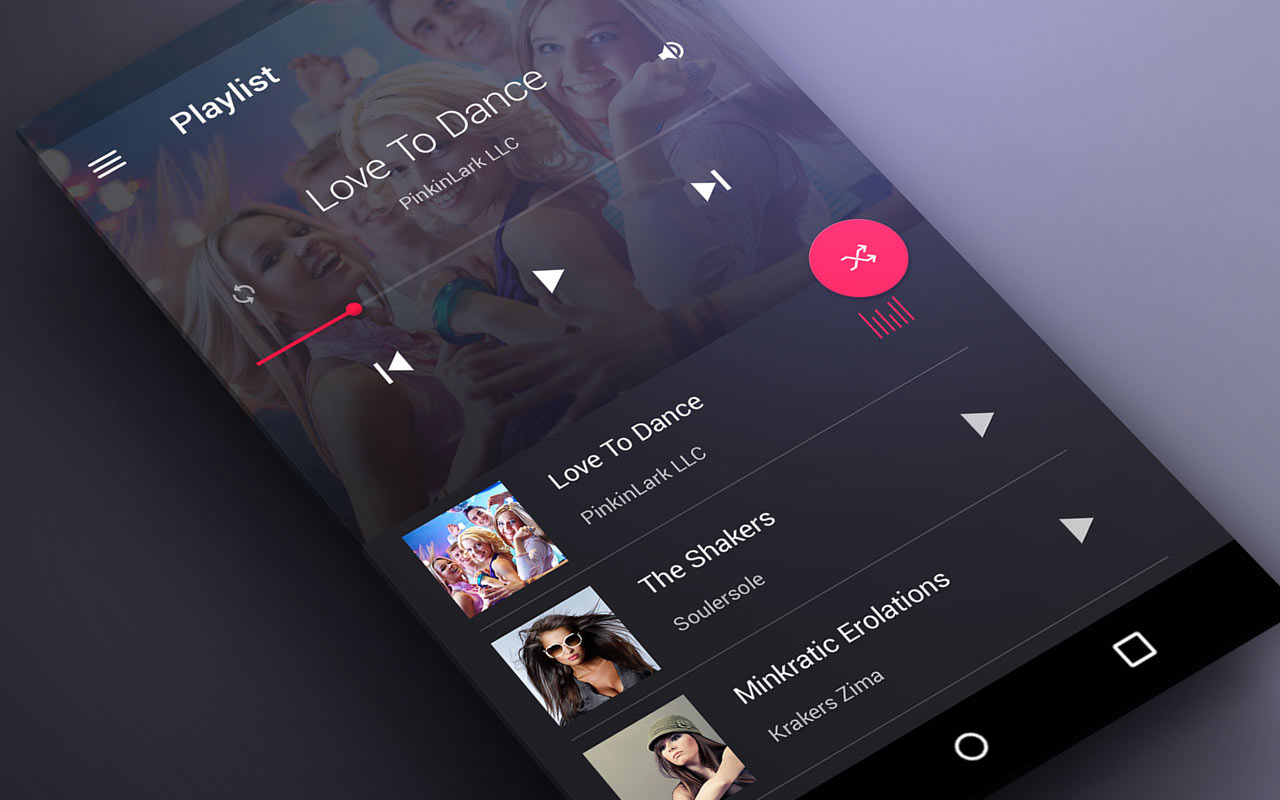 Playlist
Love To Dance
PinkinLark LLC
Love To Dance
PinkinLark LLC
The Shakers
Soulersole
Minkratic Erolations
Krakers Zima